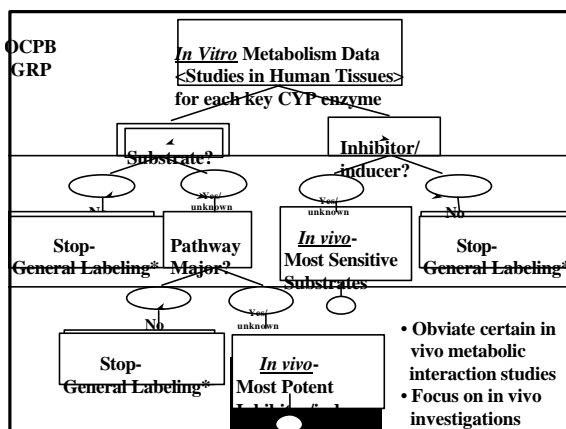 OCPB
GRP
In Vitro Metabolism Data
<Studies in Human Tissues>
for each key CYP enzyme
Substrate?
Inhibitor/
inducer?
No
Yes/
unknown
Yes/
unknown
No
Stop-
General Labeling*
Pathway
Major?
In vivo-
Most Sensitive
Substrates
Stop-
General Labeling*
No
Yes/
unknown
Stop-
General Labeling*
In vivo-
Most Potent
• Obviate certain in
vivo metabolic
interaction studies
• Focus on in vivo
investigations